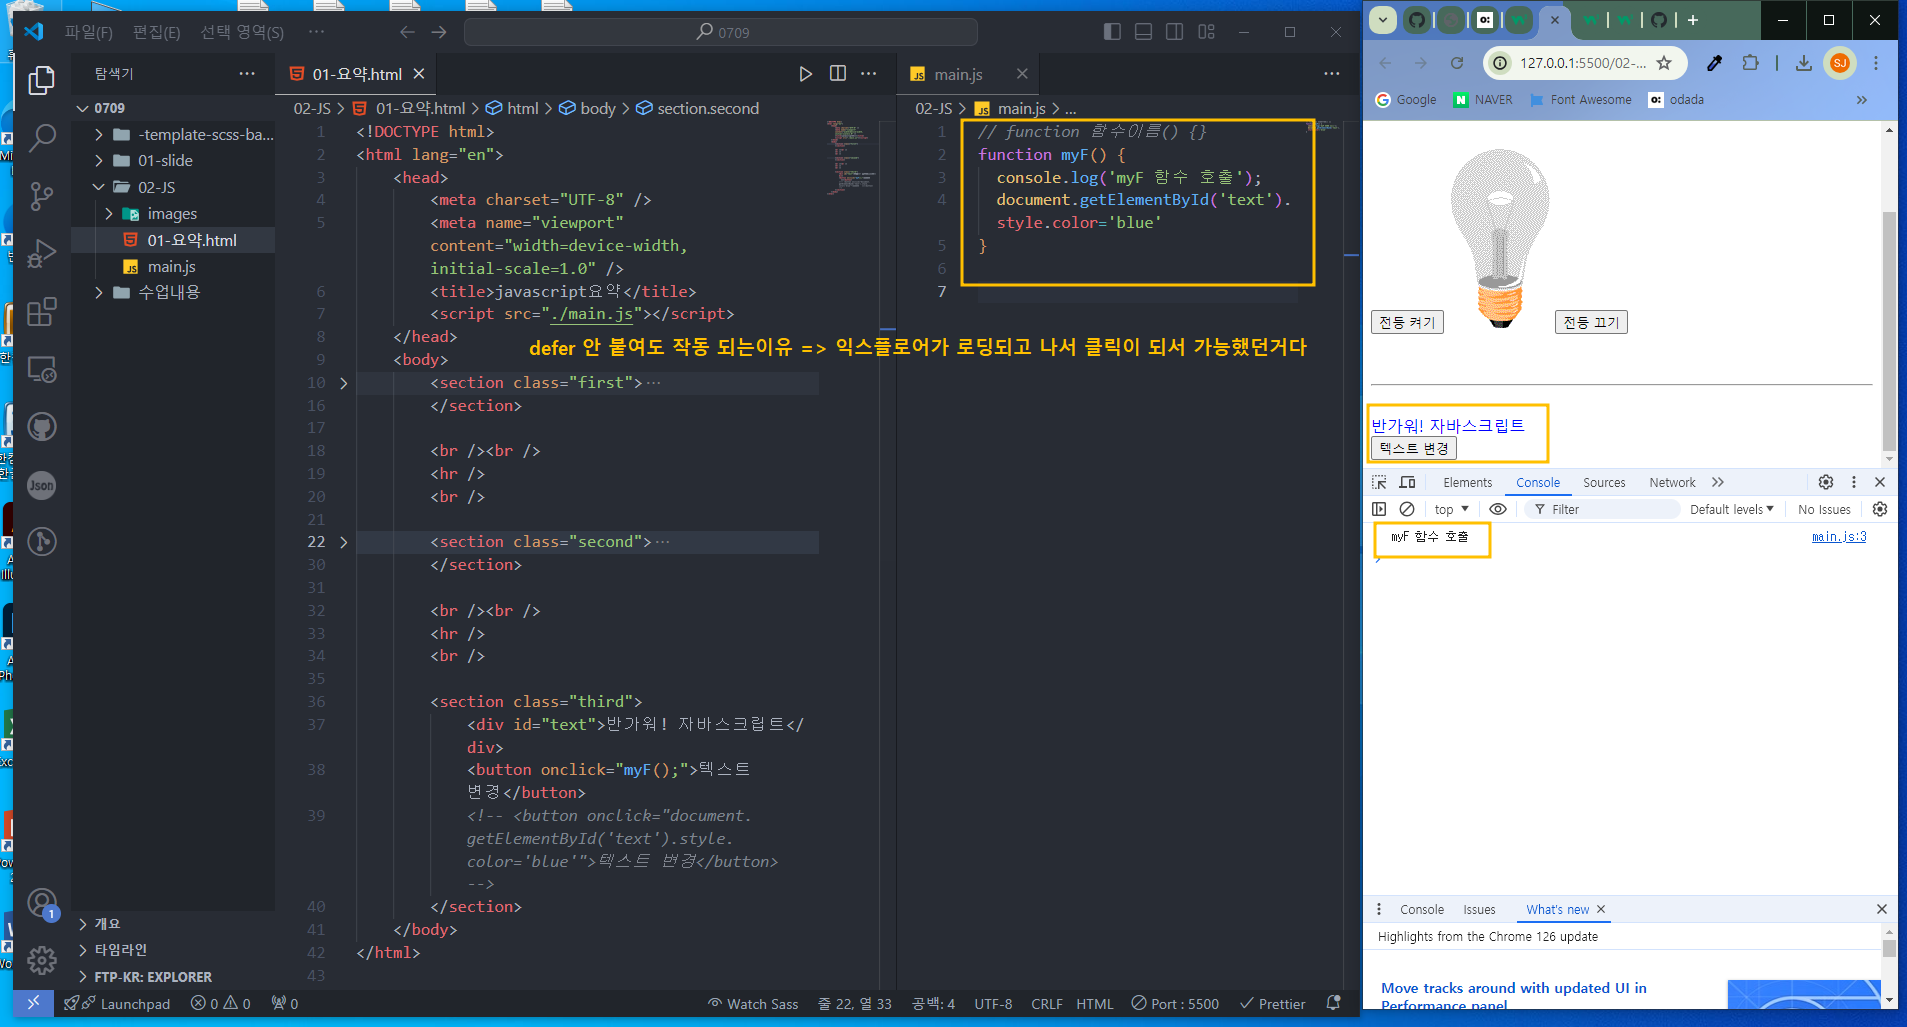 파일(F) 편집(E) 선택 영역(S) ··· 0709
탐색기 ···
0709
-template-scss-ba...
01-slide
02-JS
images
01-요약.html
main.js
수업내용
개요
타임라인
FTP-KR: EXPLORER
01-요약.html
02-JS > 01-요약.html > html > body > section.second
1 <!DOCTYPE html>
2 <html lang="en">
3 <head>
4 <meta charset="UTF-8" />
5 <meta name="viewport"
content="width=device-width,
initial-scale=1.0" />
6 <title>javascript요약</title>
7 <script src="./main.js"></script>
8 </head>
9 <body>
10 <section class="first">···
16 </section>
17
18 <br /><br />
19 <hr />
20 <br />
21
22 <section class="second">···
30 </section>
31
32 <br /><br />
33 <hr />
34 <br />
35
36 <section class="third">
37 <div id="text">반가워! 자바스크립트</
div>
38 <button onclick="myF();">텍스트
변경</button>
39 <!-- <button onclick="document.
getElementById('text').style.
color='blue'">텍스트 변경</button>
-->
40 </section>
41 </body>
42 </html>
43
main.js
02-JS > main.js > ...
1 // function 함수이름() {}
2 function myF() {
3 console.log('myF 함수 호출');
4 document.getElementById('text').
style.color='blue'
5 }
6
7
defer 안 붙여도 작동 되는이유 => 익스플로어가 로딩되고 나서 클릭이 되서 가능했던거다
Launchpad 0 0 0
Watch Sass 줄 22, 열 33 공백: 4 UTF-8 CRLF HTML Port : 5500 Prettier
127.0.0.1:5500/02-... SJ
Google NAVER Font Awesome odada
전등 켜기 전등 끄기
반가워! 자바스크립트
텍스트 변경
Elements Console Sources Network
top Filter Default levels No Issues
myF 함수 호출 main.js:3
Console Issues What's new
Highlights from the Chrome 126 update
Move tracks around with updated UI in
Performance panel